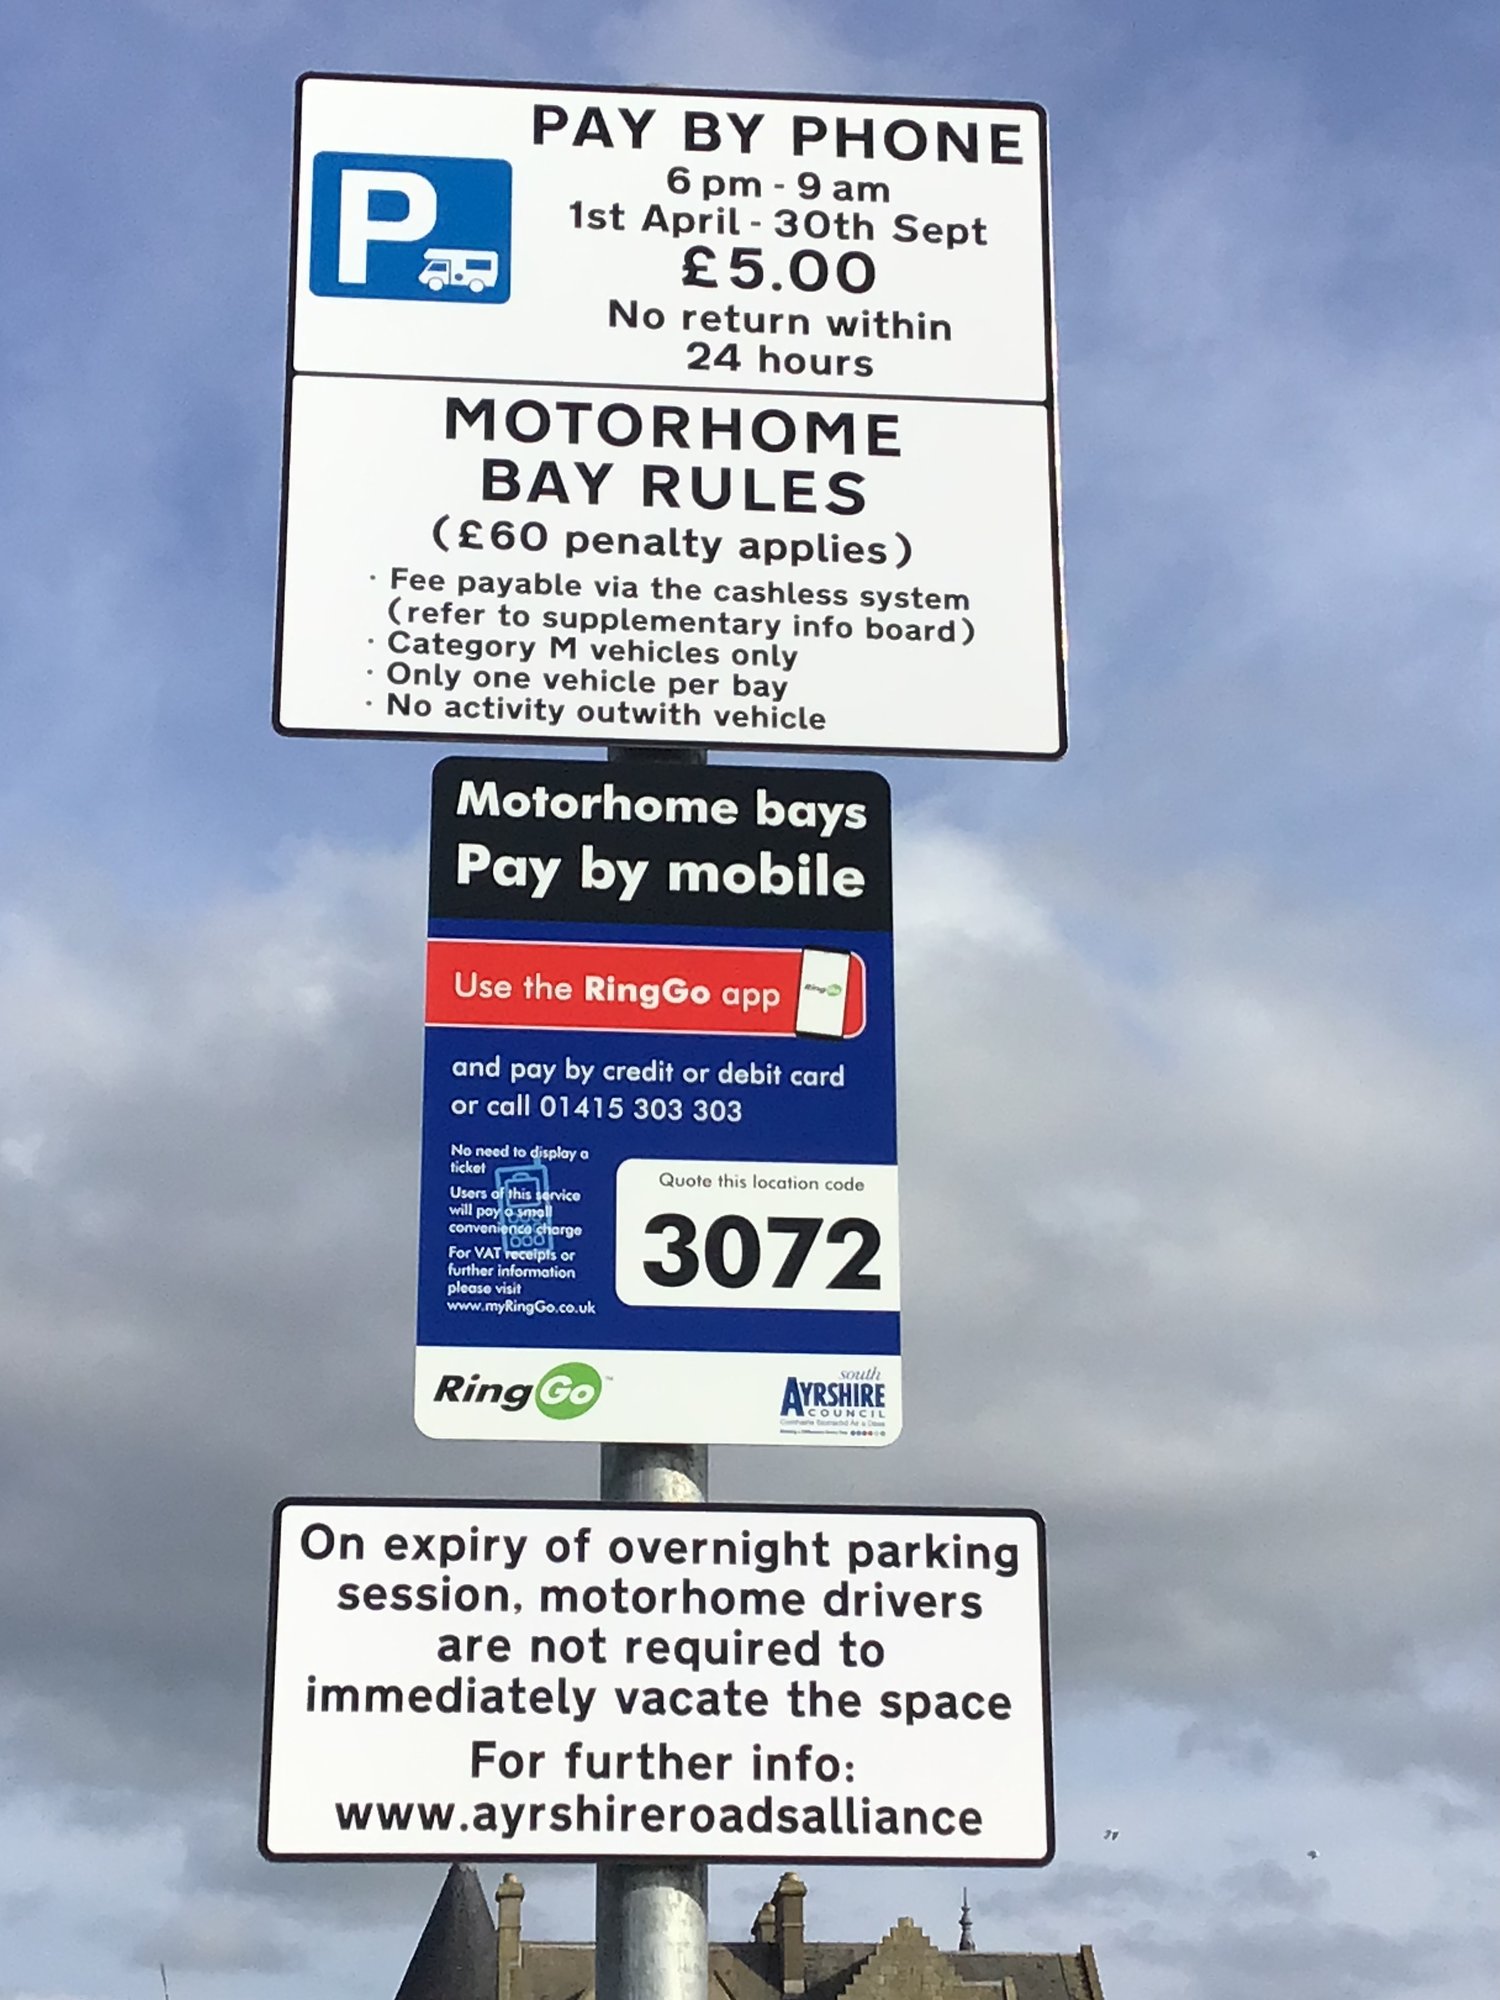 PAY BY PHONE
6 pm - 9 am
1st April - 30th Sept
£5.00
No return within
24 hours
P
MOTORHOME
BAY RULES
(£60 penalty applies)
· Fee payable via the cashless system
(refer to supplementary info board)
· Category M vehicles only
· Only one vehicle per bay
· No activity outwith vehicle
Motorhome bays
Pay by mobile
Use the RingGo app
RingGo
and pay by credit or debit card
or call 01415 303 303
No need to display a
ticket
Users of this service
will pay a small
convenience charge
For VAT receipts or
further information
please visit
www.myRingGo.co.uk
Quote this location code
3072
RingGo
south
AYRSHIRE
COUNCIL
On expiry of overnight parking
session, motorhome drivers
are not required to
immediately vacate the space
For further info:
www.ayrshireroadsalliance